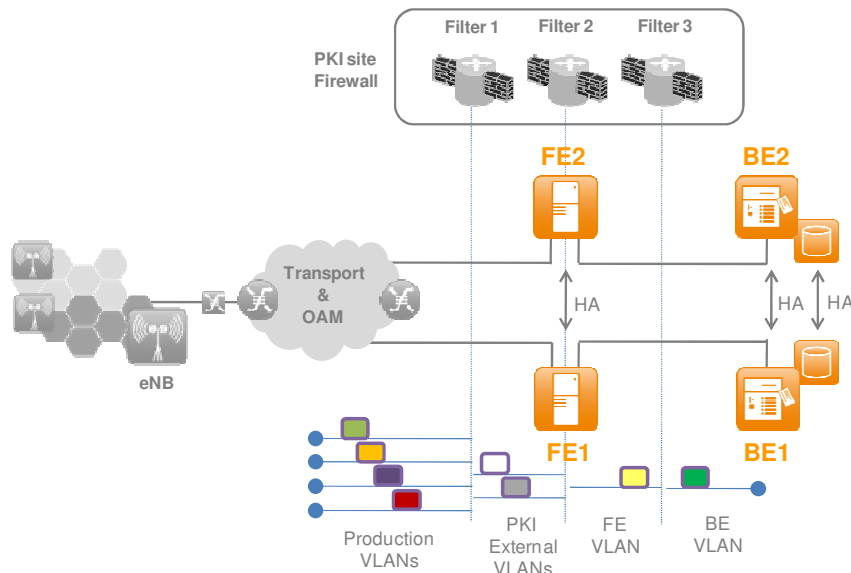 Filter 1
Filter 2
Filter 3
PKI site
Firewall
FE2
BE2
Transport
&
OAM
HA
HA
HA
eNB
FE1
BE1
Production
VLANs
PKI
External
VLANs
FE
VLAN
BE
VLAN